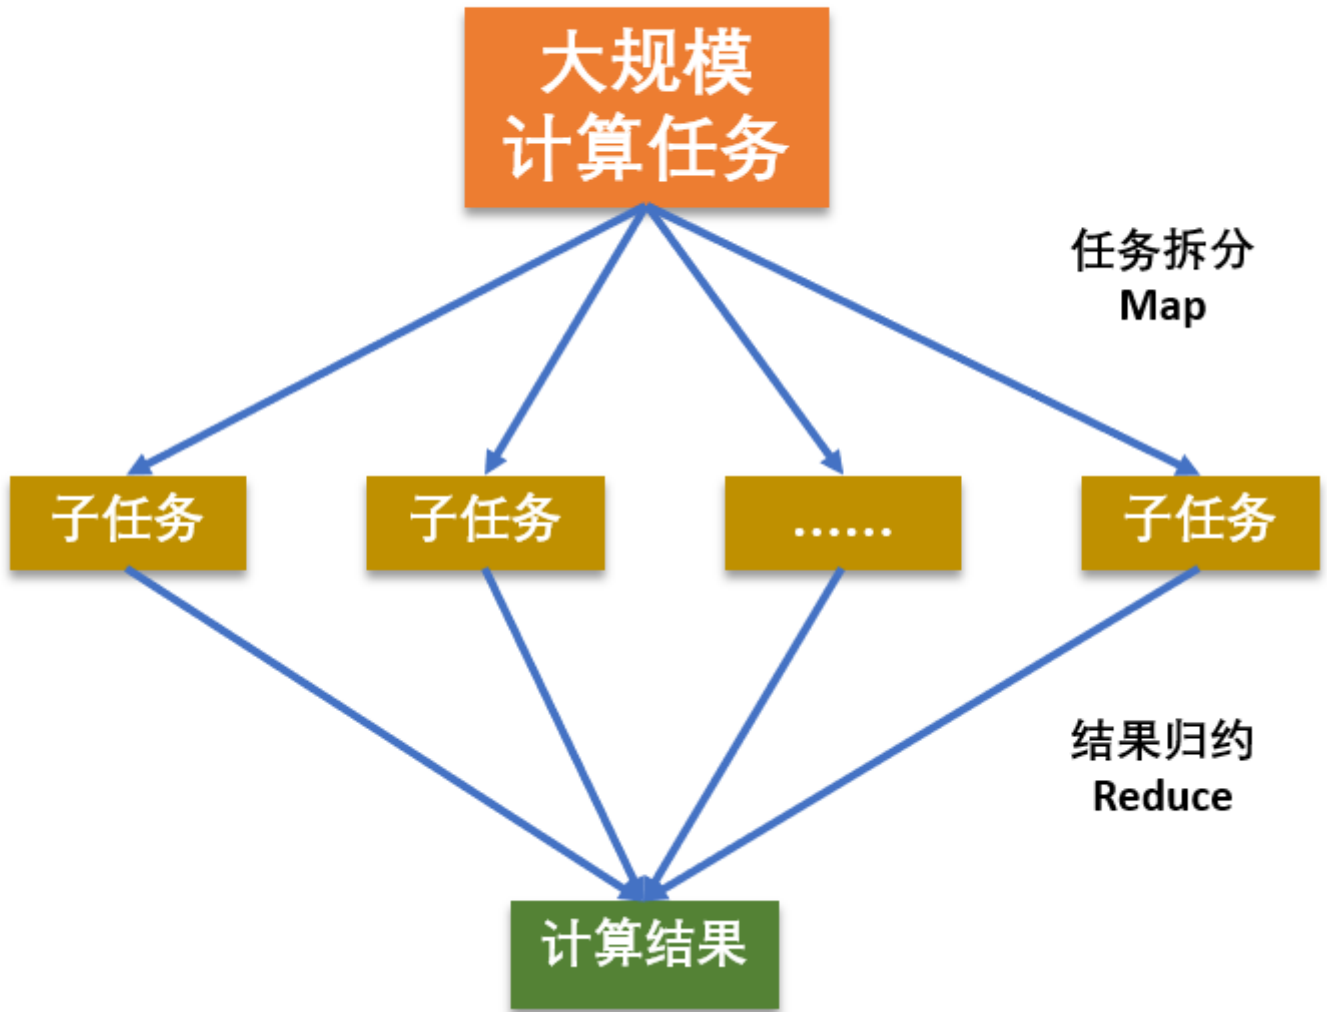 大规模
计算任务
任务拆分
Map
子任务
子任务
......
子任务
结果归约
Reduce
计算结果